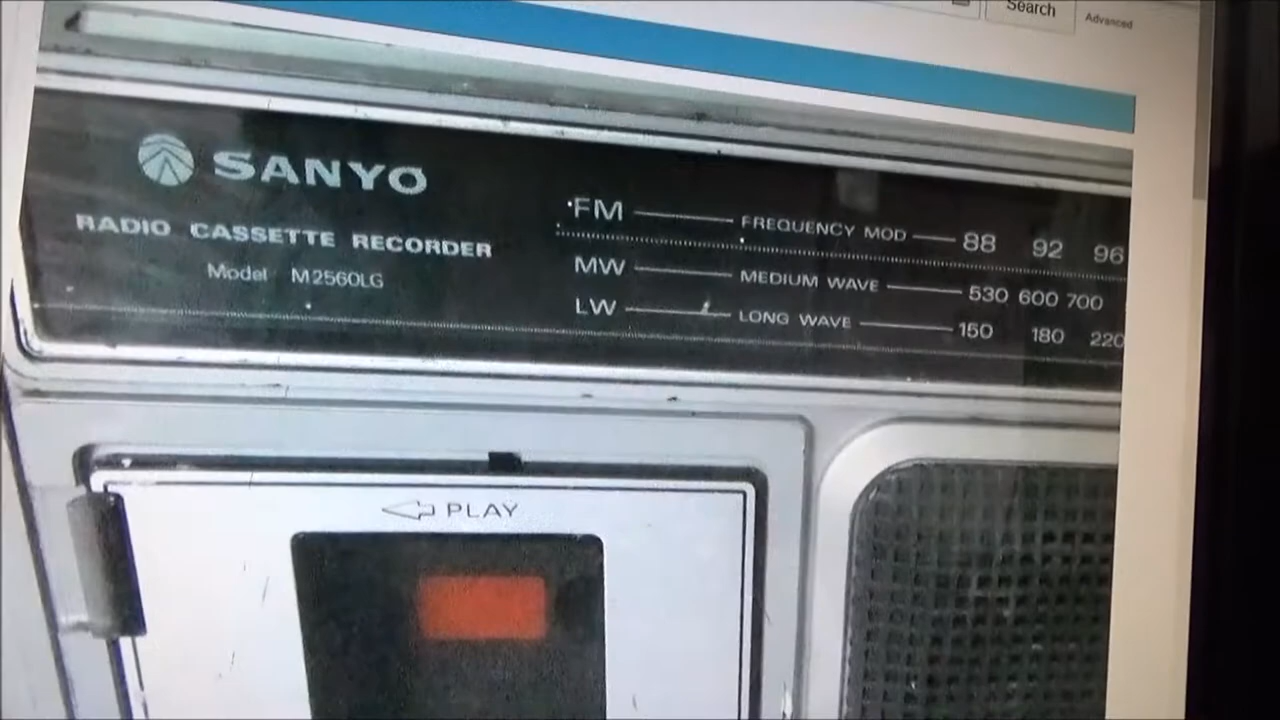 Search Advanced
SANYO
RADIO CASSETTE RECORDER
Model M2560LG
FM FREQUENCY MOD 88 92 96
MW MEDIUM WAVE 530 600 700
LW LONG WAVE 150 180 220
PLAY